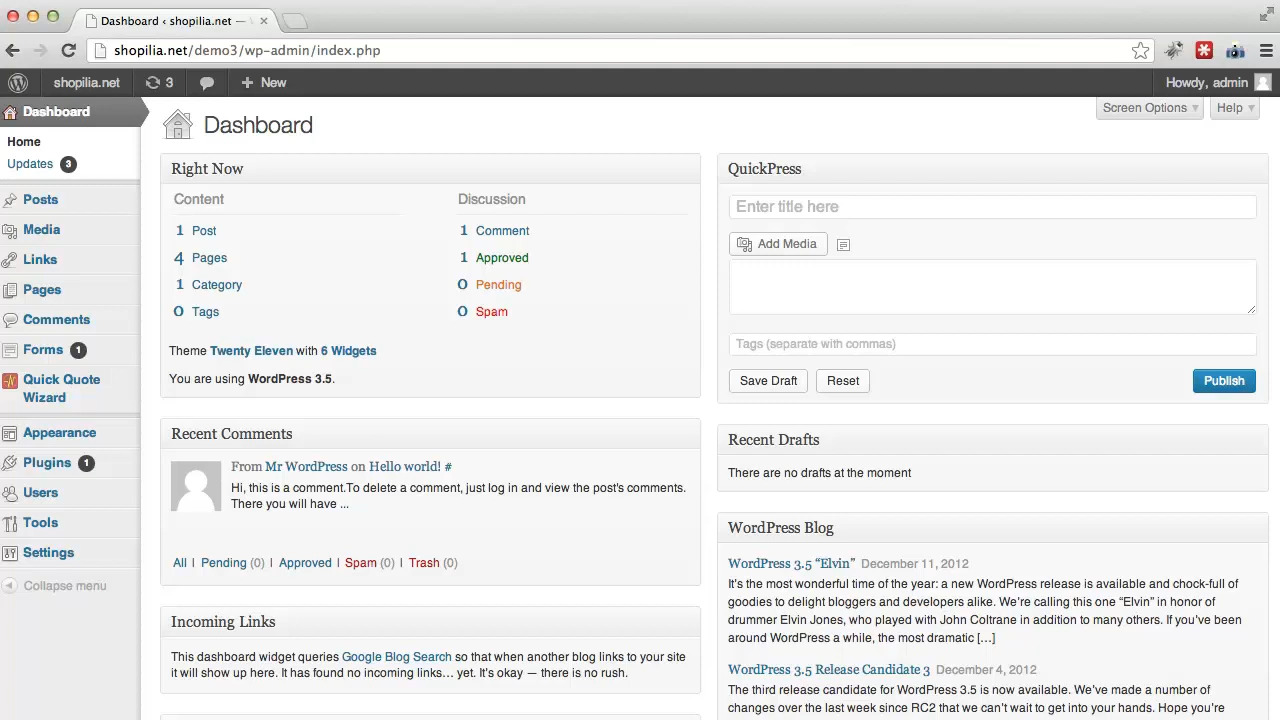 Dashboard ‹ shopilia.net —
shopilia.net/demo3/wp-admin/index.php
shopilia.net 3 New Howdy, admin
Dashboard
Home
Updates 3
Posts
Media
Links
Pages
Comments
Forms 1
Quick Quote
Wizard
Appearance
Plugins 1
Users
Tools
Settings
Collapse menu
Screen Options Help
Dashboard
Right Now
Content
1 Post
4 Pages
1 Category
0 Tags
Discussion
1 Comment
1 Approved
0 Pending
0 Spam
Theme Twenty Eleven with 6 Widgets
You are using WordPress 3.5.
Recent Comments
From Mr WordPress on Hello world! #
Hi, this is a comment.To delete a comment, just log in and view the post's comments.
There you will have ...
All | Pending (0) | Approved | Spam (0) | Trash (0)
Incoming Links
This dashboard widget queries Google Blog Search so that when another blog links to your site
it will show up here. It has found no incoming links… yet. It's okay — there is no rush.
QuickPress
Enter title here
Add Media
Tags (separate with commas)
Save Draft Reset Publish
Recent Drafts
There are no drafts at the moment
WordPress Blog
WordPress 3.5 “Elvin” December 11, 2012
It's the most wonderful time of the year: a new WordPress release is available and chock-full of
goodies to delight bloggers and developers alike. We're calling this one “Elvin” in honor of
drummer Elvin Jones, who played with John Coltrane in addition to many others. If you've been
around WordPress a while, the most dramatic […]
WordPress 3.5 Release Candidate 3 December 4, 2012
The third release candidate for WordPress 3.5 is now available. We've made a number of
changes over the last week since RC2 that we can't wait to get into your hands. Hope you're